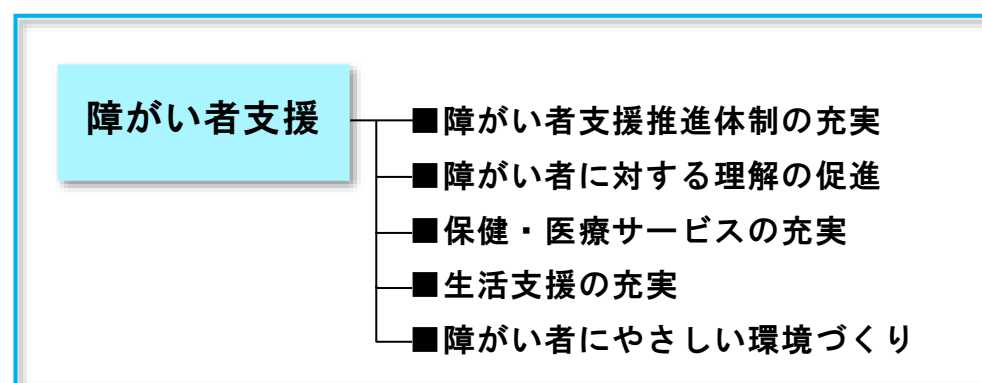 障がい者支援
■障がい者支援推進体制の充実
■障がい者に対する理解の促進
■保健・医療サービスの充実
■生活支援の充実
■障がい者にやさしい環境づくり